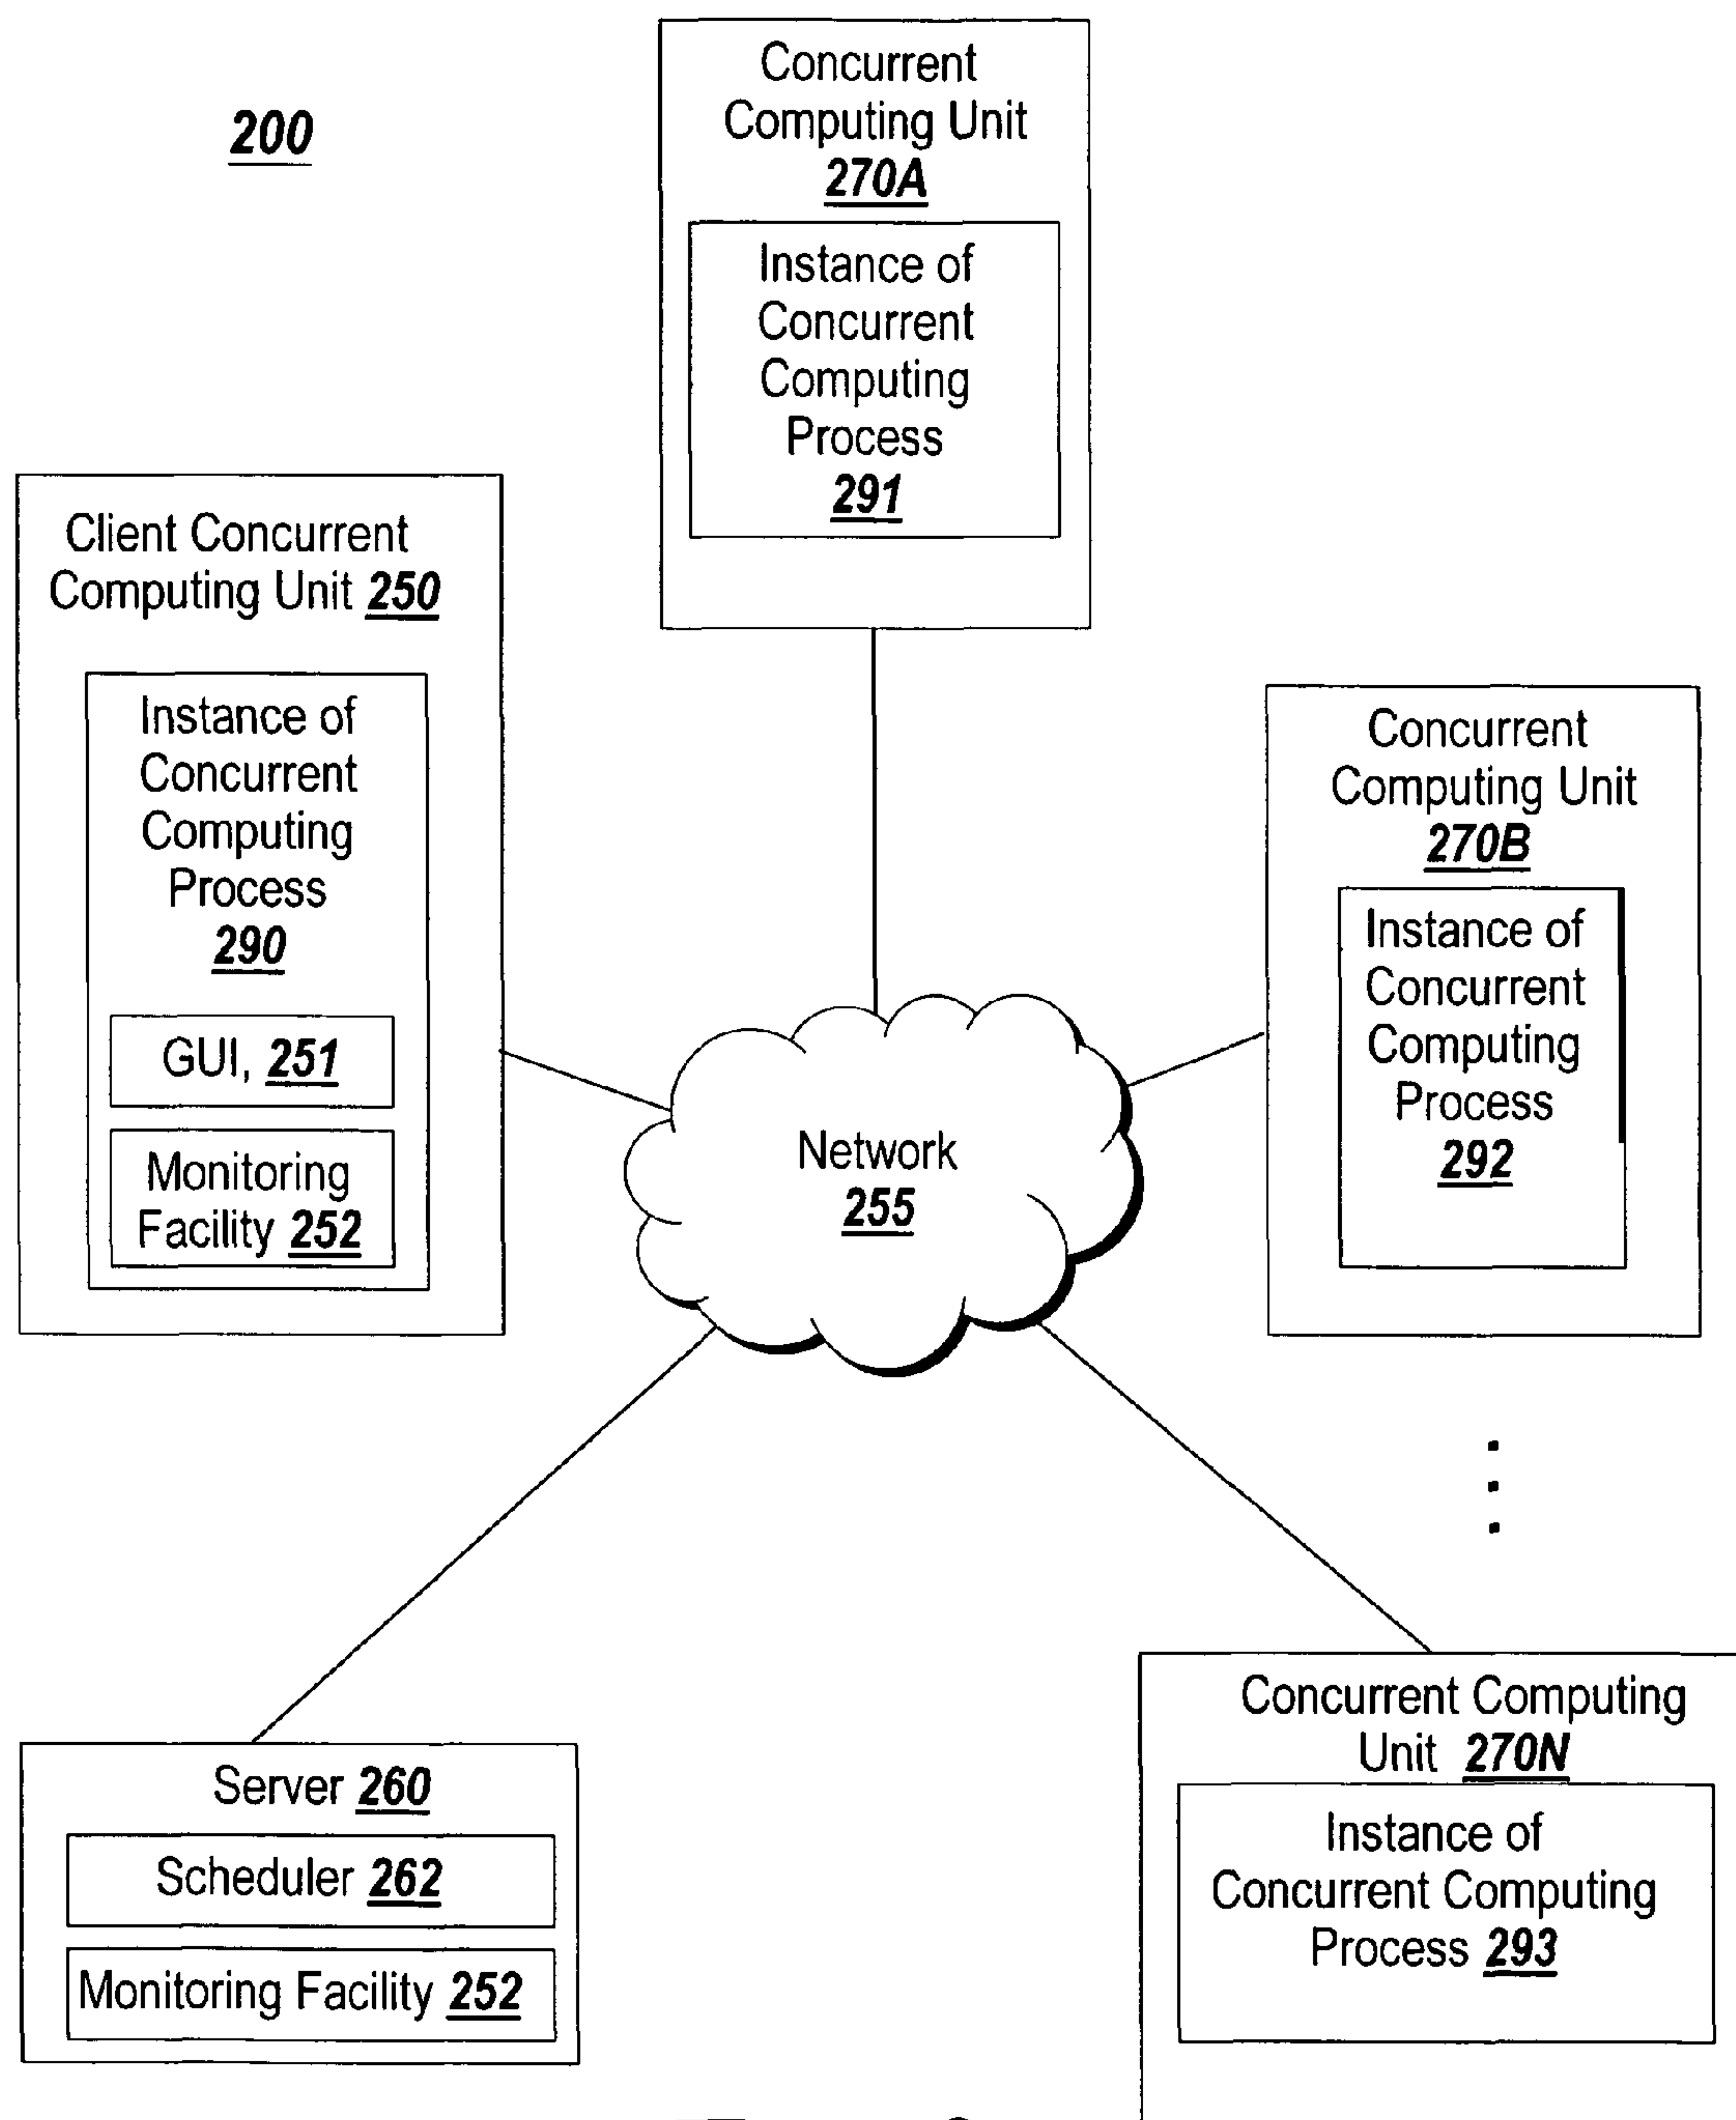 200
Concurrent
Computing Unit
270A
Instance of
Concurrent
Computing
Process
291
Client Concurrent
Computing Unit 250
Instance of
Concurrent
Computing
Process
290
GUI, 251
Monitoring
Facility 252
Concurrent
Computing Unit
270B
Instance of
Concurrent
Computing
Process
292
Network
255
Server 260
Scheduler 262
Monitoring Facility 252
Concurrent Computing
Unit 270N
Instance of
Concurrent Computing
Process 293